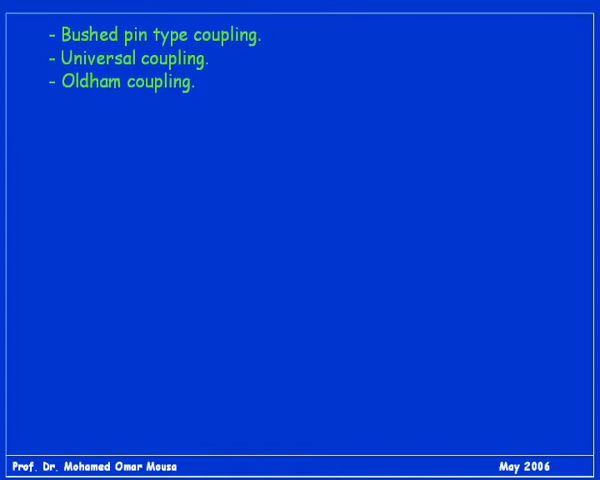 - Bushed pin type coupling.
- Universal coupling.
- Oldham coupling.
Prof. Dr. Mohamed Omar Mousa
May 2006